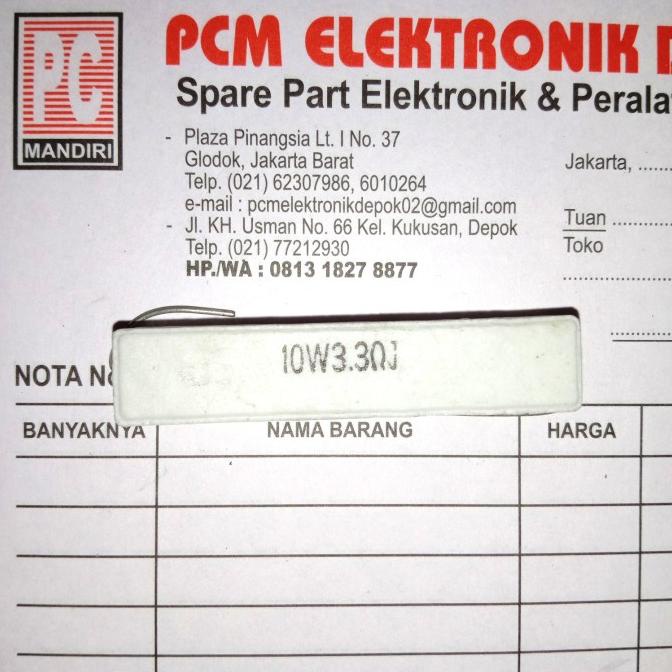 PC
MANDIRI
PCM ELEKTRONIK
Spare Part Elektronik &
- Plaza Pinangsia Lt. I No. 37
Glodok, Jakarta Barat
Telp. (021) 62307986, 6010264
e-mail : pcmelektronikdepok02@gmail.com
- Jl. KH. Usman No. 66 Kel. Kukusan, Depok
Telp. (021) 77212930
HP./WA : 0813 1827 8877
Jakarta, ......
Tuan
Toko
10W3.3ΩJ
NOTA
BANYAKNYA NAMA BARANG HARGA